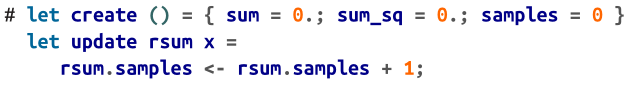 # let create () = { sum = 0.; sum_sq = 0.; samples = 0 }
let update rsum x =
rsum.samples <- rsum.samples + 1;